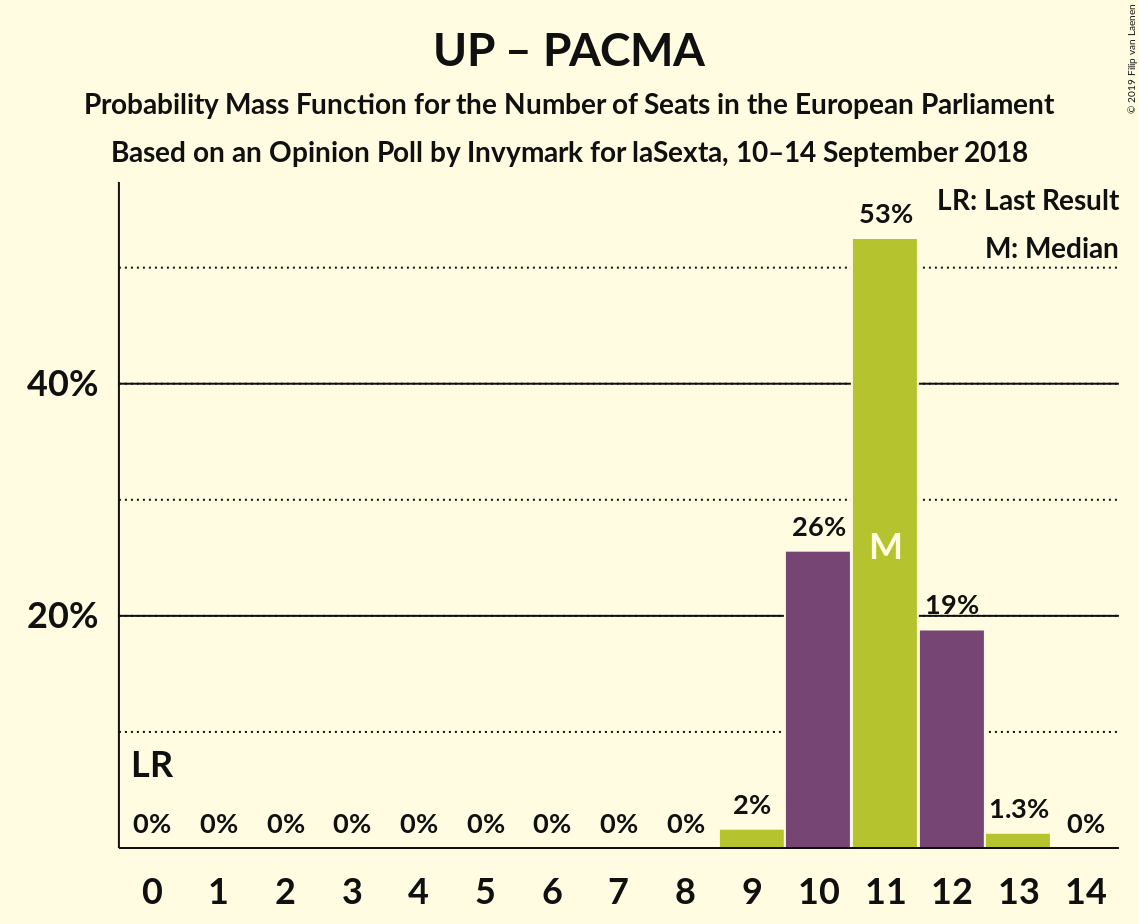 UP – PACMA
Probability Mass Function for the Number of Seats in the European Parliament
Based on an Opinion Poll by Invymark for laSexta, 10–14 September 2018
© 2019 Filip van Laenen
LR: Last Result
M: Median
53%
40%
26%
M
20%
19%
LR
0% 0% 0% 0% 0% 0% 0% 0% 0% 2% 1.3% 0%
0 1 2 3 4 5 6 7 8 9 10 11 12 13 14